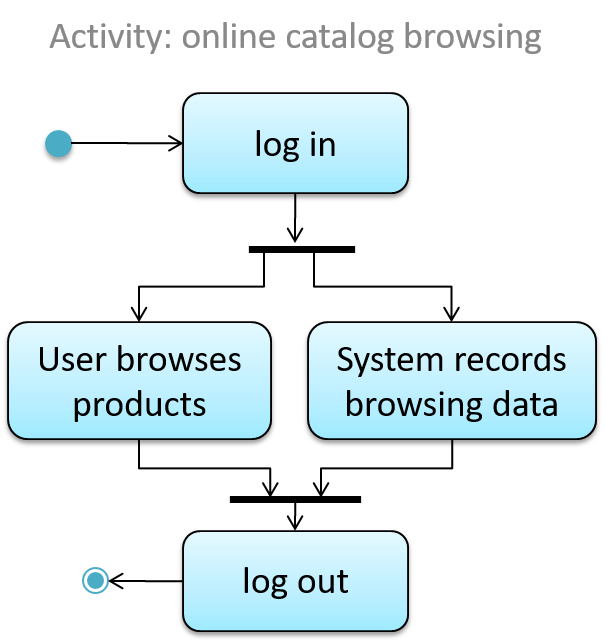 Activity: online catalog browsing
log in
User browses
products
System records
browsing data
log out